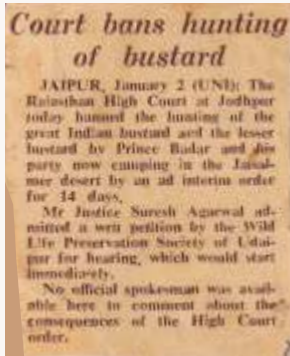 Court bans hunting
of bustard
JAIPUR, January 2 (UNI): The
Rajasthan High Court at Jodhpur
today banned the hunting of the
great Indian bustard and the lesser
bustard by Prince Badar and his
party now camping in the Jaisal-
mer desert by an ad interim order
for 14 days.
Mr Justice Suresh Agarwal ad-
mitted a writ petition by the Wild
Life Preservation Society of Udai-
pur for hearing, which would start
immediately.
No official spokesman was avail-
able here to comment about the
consequences of the High Court
order.